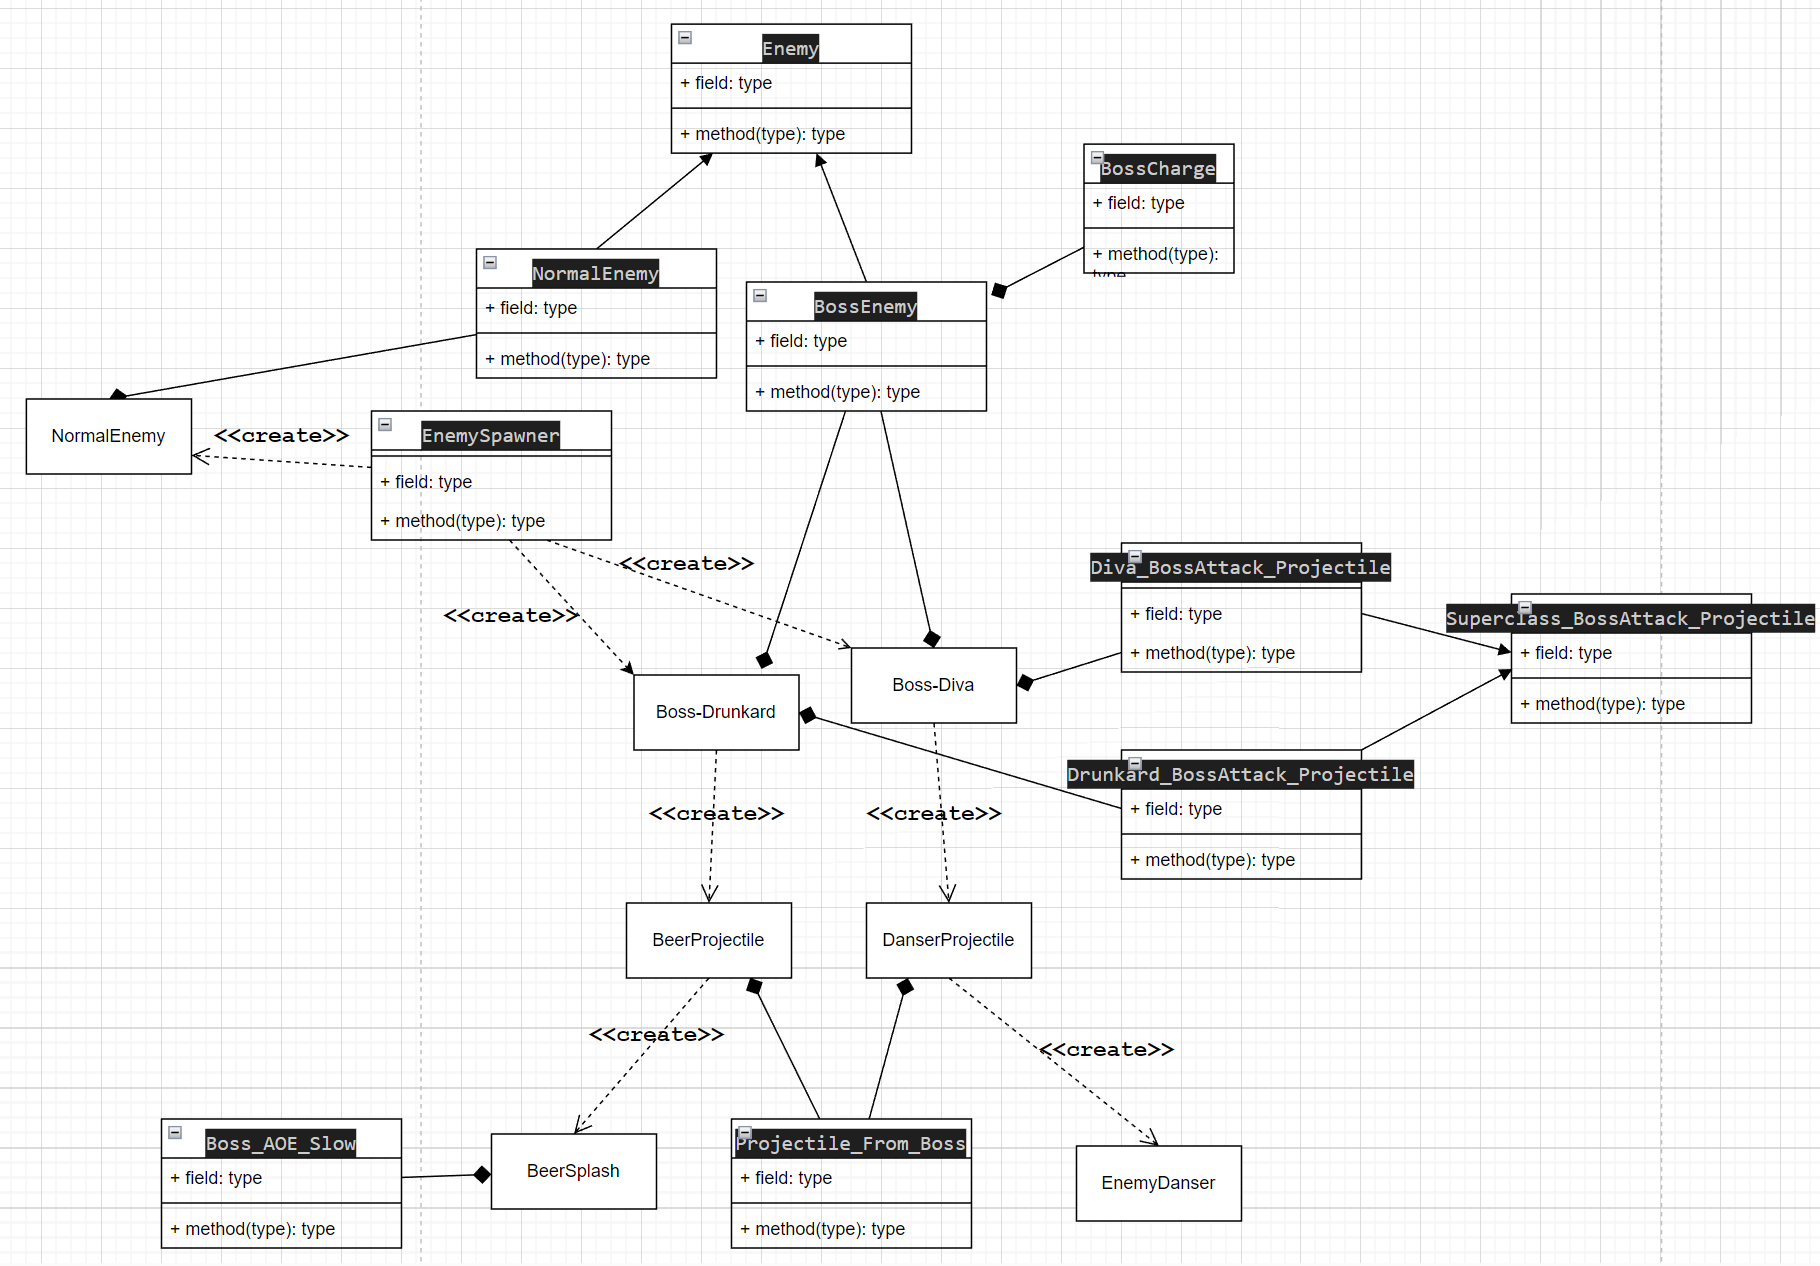 Enemy
+ field: type
+ method(type): type
BossCharge
+ field: type
+ method(type):
type
NormalEnemy
+ field: type
+ method(type): type
BossEnemy
+ field: type
+ method(type): type
NormalEnemy
<<create>>
EnemySpawner
+ field: type
+ method(type): type
<<create>>
<<create>>
Diva_BossAttack_Projectile
+ field: type
+ method(type): type
Superclass_BossAttack_Projectile
+ field: type
+ method(type): type
Boss-Diva
Boss-Drunkard
Drunkard_BossAttack_Projectile
+ field: type
+ method(type): type
<<create>>
<<create>>
BeerProjectile
DanserProjectile
<<create>>
<<create>>
Boss_AOE_Slow
+ field: type
+ method(type): type
BeerSplash
Projectile_From_Boss
+ field: type
+ method(type): type
EnemyDanser